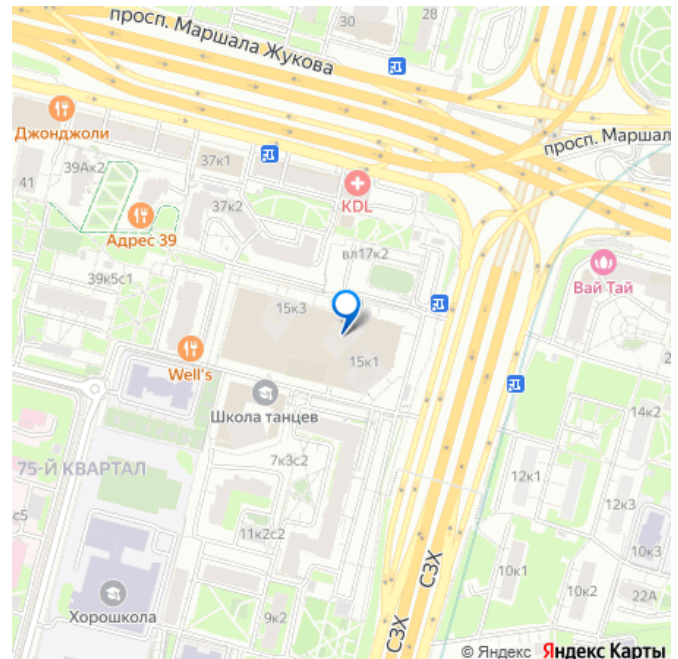 30
28
просп. Маршала Жукова
Джонджоли
просп. Маршал
39Ак2
37к1
41
KDL
37к2
Адрес 39
вл17к2
39к5с1
Вай Тай
15к3
15к1
2
Well's
Школа танцев
14к2
75-Й КВАРТАЛ
7к3с2
12к1
12к3
с5
11к2с2
10к3
СЗХ
10к1
10к2
22А
Хорошкола
9к2
СЗХ
© Яндекс Яндекс Карты